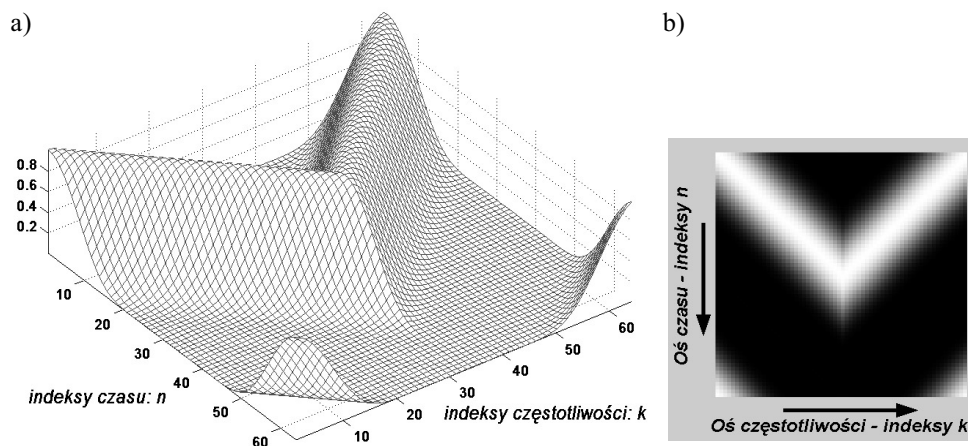 a)
0.8
0.6
0.4
0.2
10
20
30
40
50
60
indeksy czasu: n
10
20
30
40
50
60
indeksy częstotliwości: k
b)
Oś czasu - indeksy n
Oś częstotliwości - indeksy k